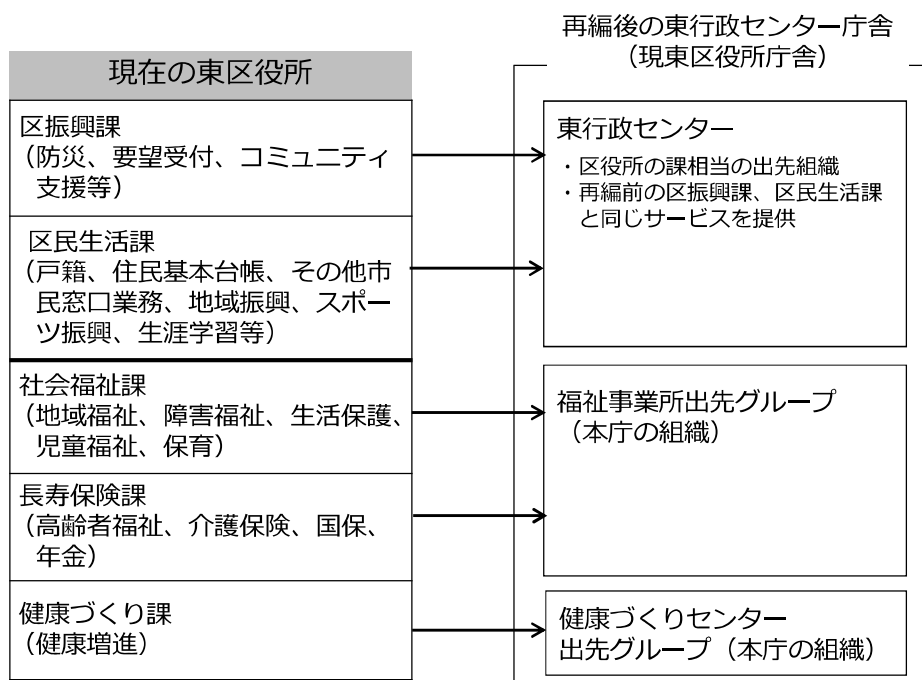 現在の東区役所
区振興課
（防災、要望受付、コミュニティ
支援等）
区民生活課
（戸籍、住民基本台帳、その他市
民窓口業務、地域振興、スポー
ツ振興、生涯学習等）
社会福祉課
（地域福祉、障害福祉、生活保護、
児童福祉、保育）
長寿保険課
（高齢者福祉、介護保険、国保、
年金）
健康づくり課
（健康増進）
再編後の東行政センター庁舎
（現東区役所庁舎）
東行政センター
・区役所の課相当の出先組織
・再編前の区振興課、区民生活課
と同じサービスを提供
福祉事業所出先グループ
（本庁の組織）
健康づくりセンター
出先グループ（本庁の組織）